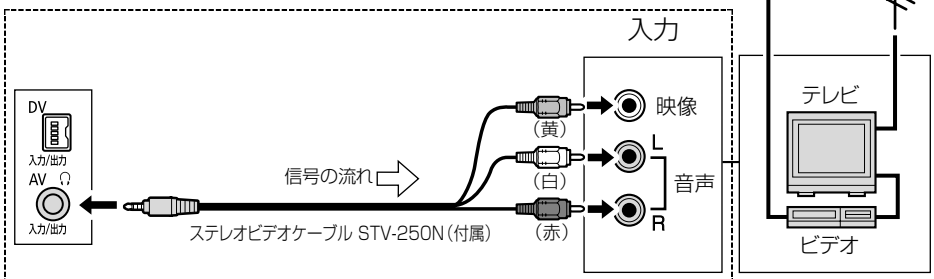 入力
DV
入力/出力
AV
入力/出力
信号の流れ
ステレオビデオケーブル STV-250N(付属)
(黄)
(白)
(赤)
映像
L
音声
R
テレビ
ビデオ